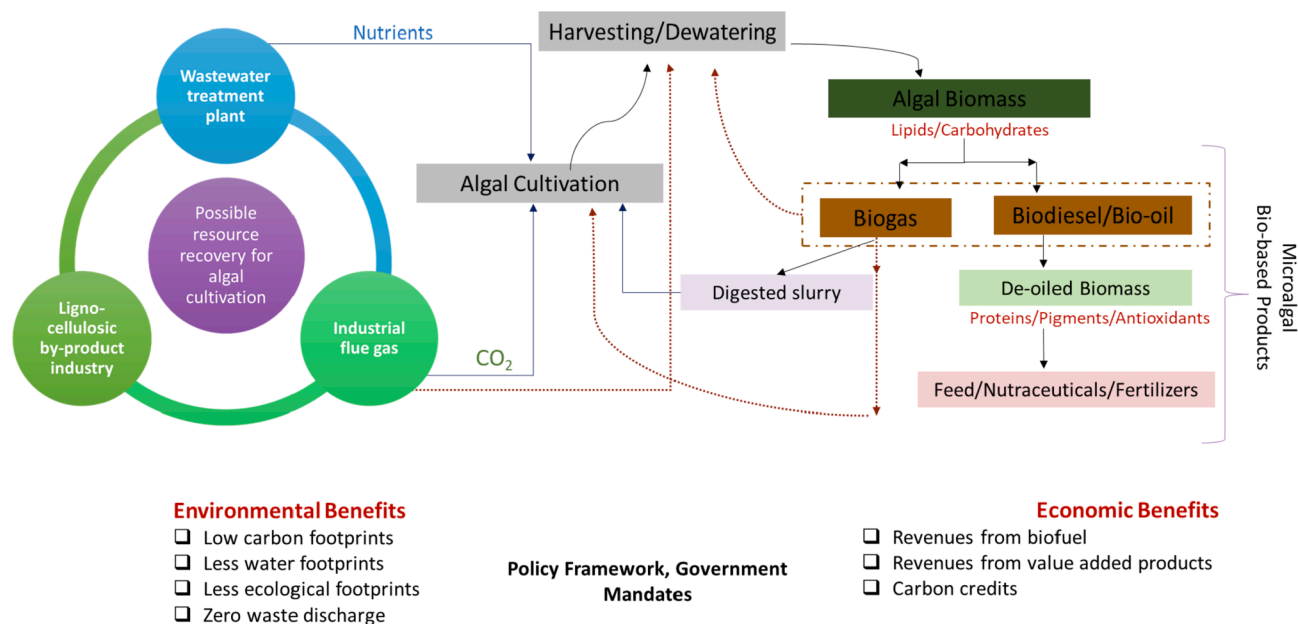 Wastewater
treatment
plant
Possible
resource
recovery for
algal
cultivation
Ligno-
cellulosic
by-product
industry
Industrial
flue gas
Nutrients
CO₂
Harvesting/Dewatering
Algal Cultivation
Algal Biomass
Lipids/Carbohydrates
Biogas
Biodiesel/Bio-oil
Digested slurry
De-oiled Biomass
Proteins/Pigments/Antioxidants
Feed/Nutraceuticals/Fertilizers
Microalgal
Bio-based Products
Environmental Benefits
❑ Low carbon footprints
❑ Less water footprints
❑ Less ecological footprints
❑ Zero waste discharge
Policy Framework, Government
Mandates
Economic Benefits
❑ Revenues from biofuel
❑ Revenues from value added products
❑ Carbon credits